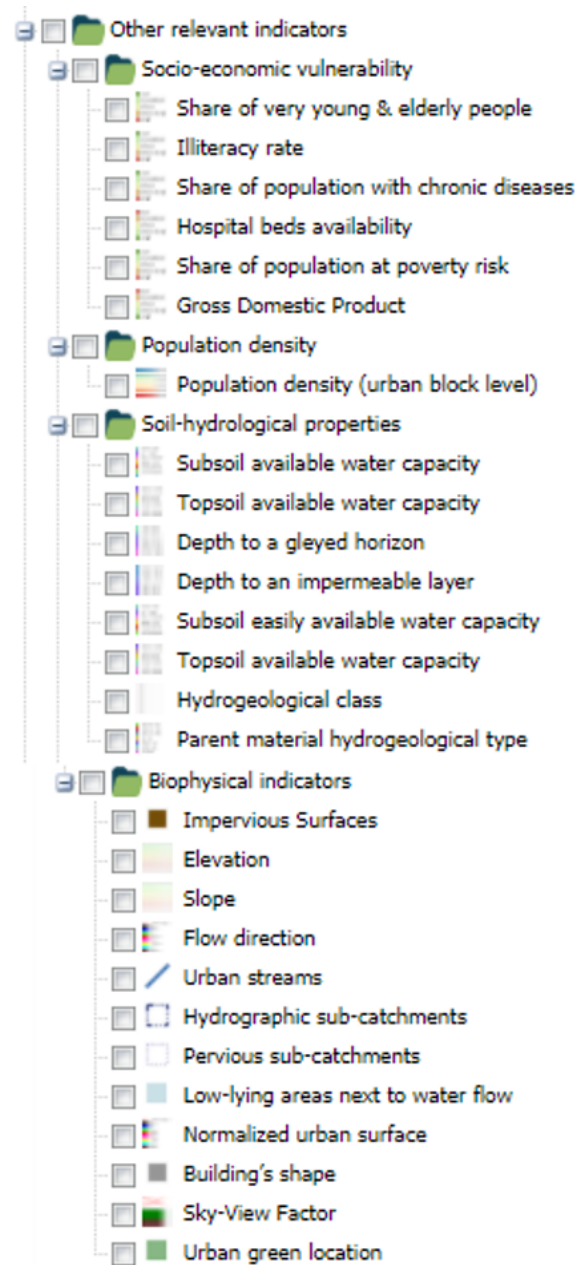 Other relevant indicators
Socio-economic vulnerability
Share of very young & elderly people
Illiteracy rate
Share of population with chronic diseases
Hospital beds availability
Share of population at poverty risk
Gross Domestic Product
Population density
Population density (urban block level)
Soil-hydrological properties
Subsoil available water capacity
Topsoil available water capacity
Depth to a gleyed horizon
Depth to an impermeable layer
Subsoil easily available water capacity
Topsoil available water capacity
Hydrogeological class
Parent material hydrogeological type
Biophysical indicators
Impervious Surfaces
Elevation
Slope
Flow direction
Urban streams
Hydrographic sub-catchments
Pervious sub-catchments
Low-lying areas next to water flow
Normalized urban surface
Building's shape
Sky-View Factor
Urban green location